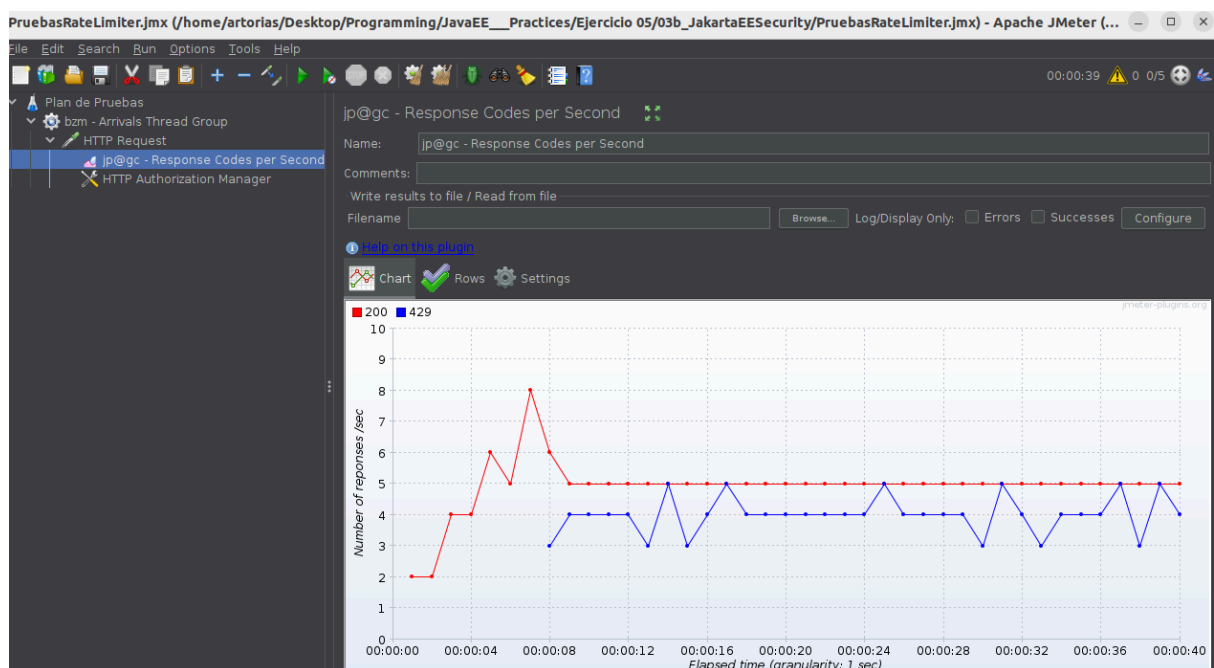 PruebasRateLimiter.jmx (/home/artorias/Desktop/Programming/JavaEE___Practices/Ejercicio 05/03b_JakartaEESecurity/PruebasRateLimiter.jmx) - Apache JMeter (...
File Edit Search Run Options Tools Help
00:00:39 0 0/5
Plan de Pruebas
bzm - Arrivals Thread Group
HTTP Request
jp@gc - Response Codes per Second
HTTP Authorization Manager
jp@gc - Response Codes per Second
Name: jp@gc - Response Codes per Second
Comments:
Write results to file / Read from file
Filename Browse... Log/Display Only: Errors Successes Configure
Help on this plugin
Chart Rows Settings
200 429
jmeter-plugins.org
10
9
8
7
6
5
4
3
2
1
0
Number of reponses /sec
00:00:00 00:00:04 00:00:08 00:00:12 00:00:16 00:00:20 00:00:24 00:00:28 00:00:32 00:00:36 00:00:40
Elapsed time (granularity: 1 sec)